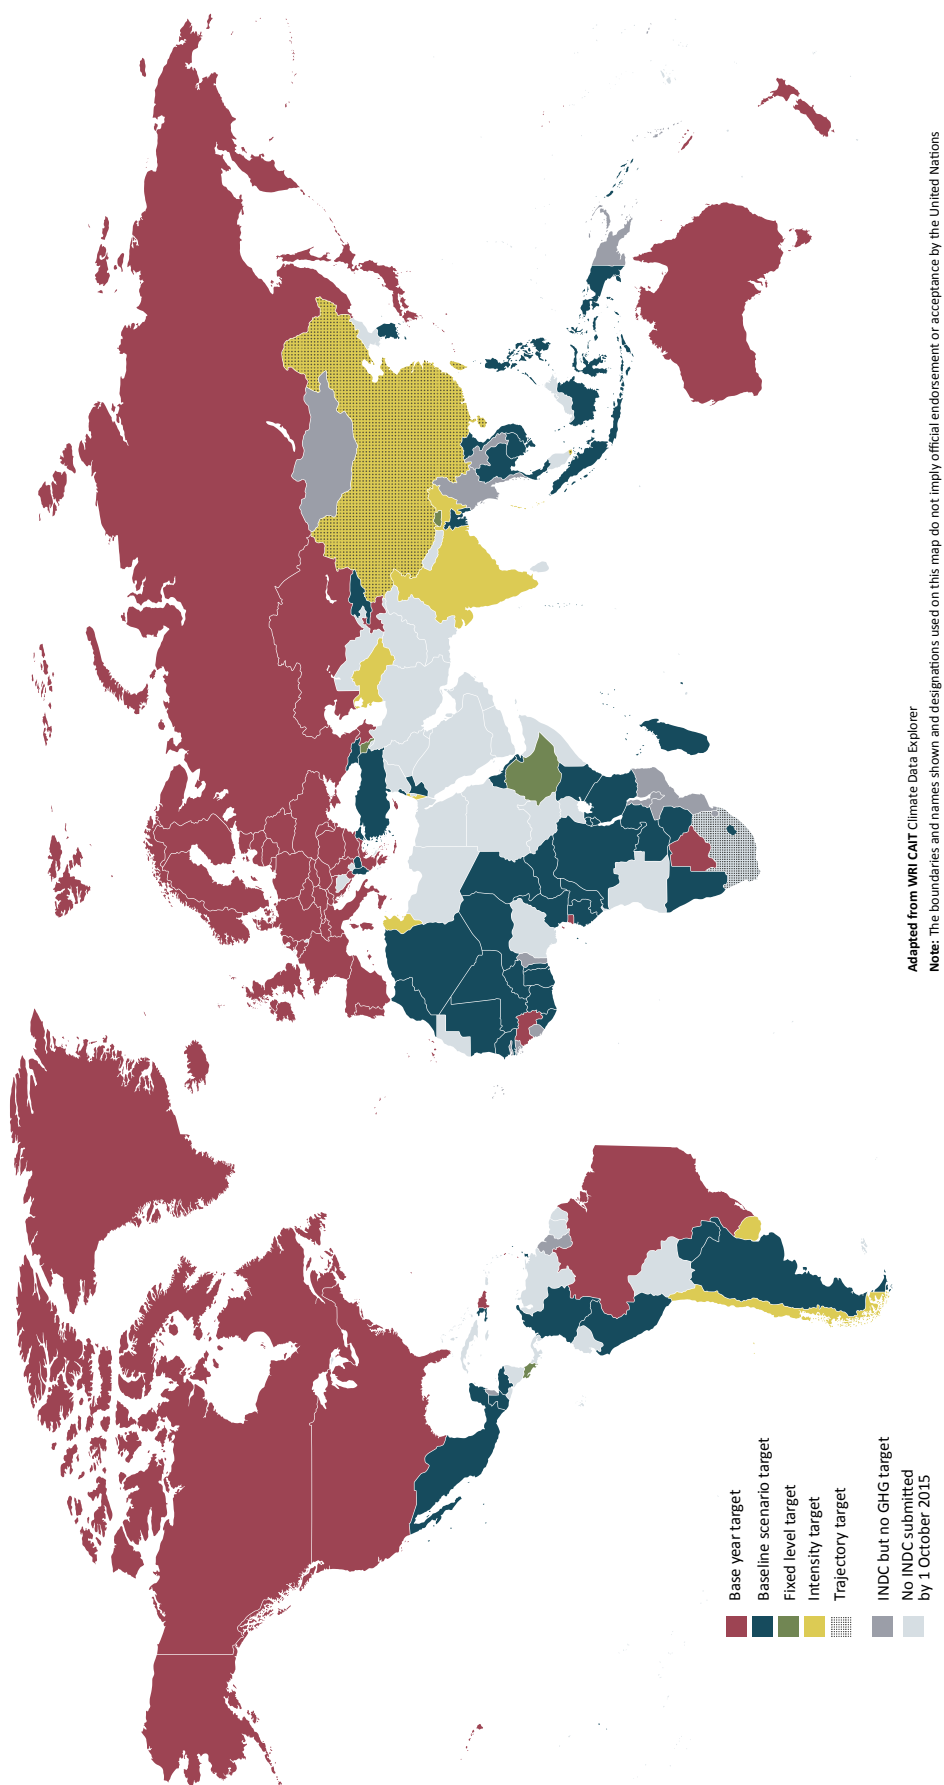 Base year target
Baseline scenario target
Fixed level target
Intensity target
Trajectory target
INDC but no GHG target
No INDC submitted
by 1 October 2015
Adapted from WRI CAIT Climate Data Explorer
Note: The boundaries and names shown and designations used on this map do not imply official endorsement or acceptance by the United Nations